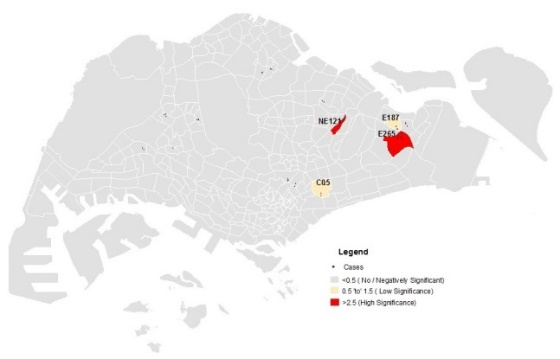 E187
NE121
E265
C05
Legend
Cases
<0.5 ( No / Negatively Significant)
0.5 'to' 1.5 ( Low Significance)
>2.5 (High Significance)